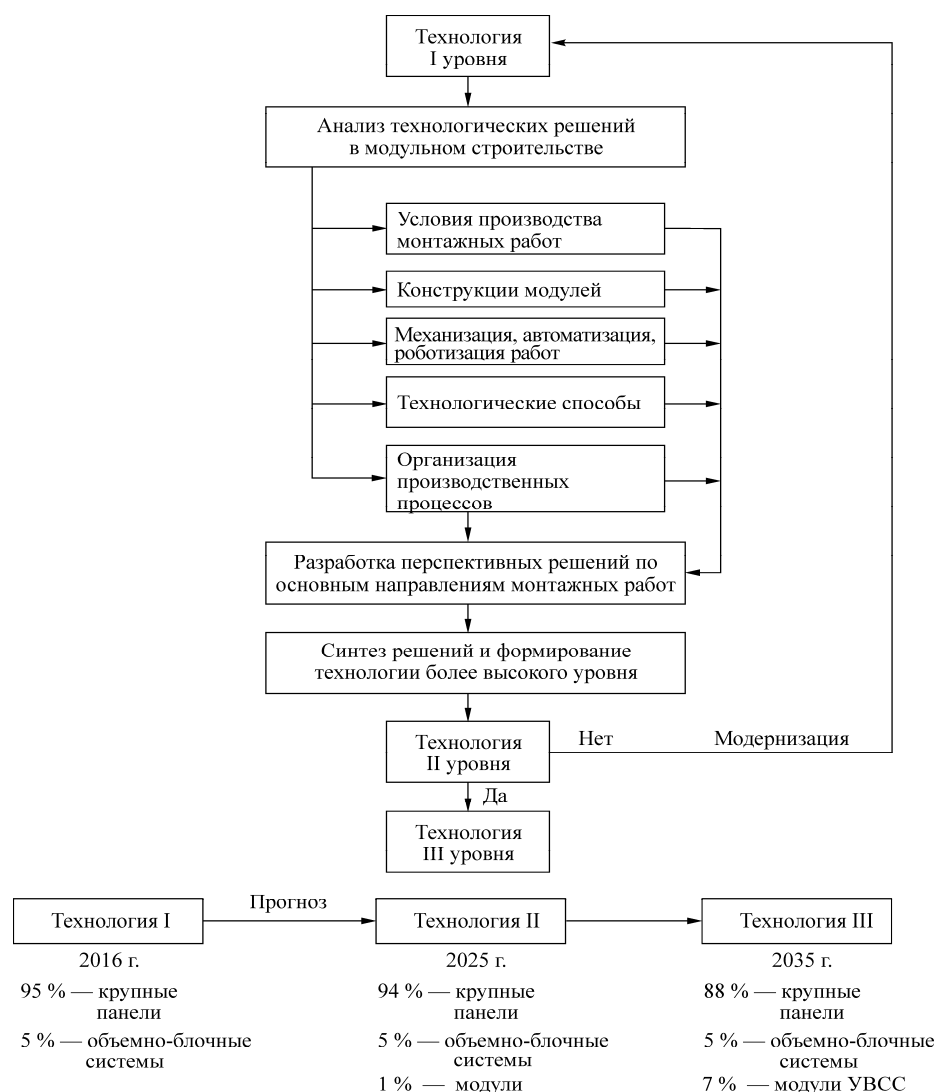 Технология
I уровня
Анализ технологических решений
в модульном строительстве
Условия производства
монтажных работ
Конструкции модулей
Механизация, автоматизация,
роботизация работ
Технологические способы
Организация
производственных
процессов
Разработка перспективных решений по
основным направлениям монтажных работ
Синтез решений и формирование
технологии более высокого уровня
Технология
II уровня
Нет
Модернизация
Да
Технология
III уровня
Технология I
Прогноз
Технология II
Технология III
2016 г.
95 % — крупные
панели
5 % — объемно-блочные
системы
2025 г.
94 % — крупные
панели
5 % — объемно-блочные
системы
1 % — модули
2035 г.
88 % — крупные
панели
5 % — объемно-блочные
системы
7 % — модули УВСС